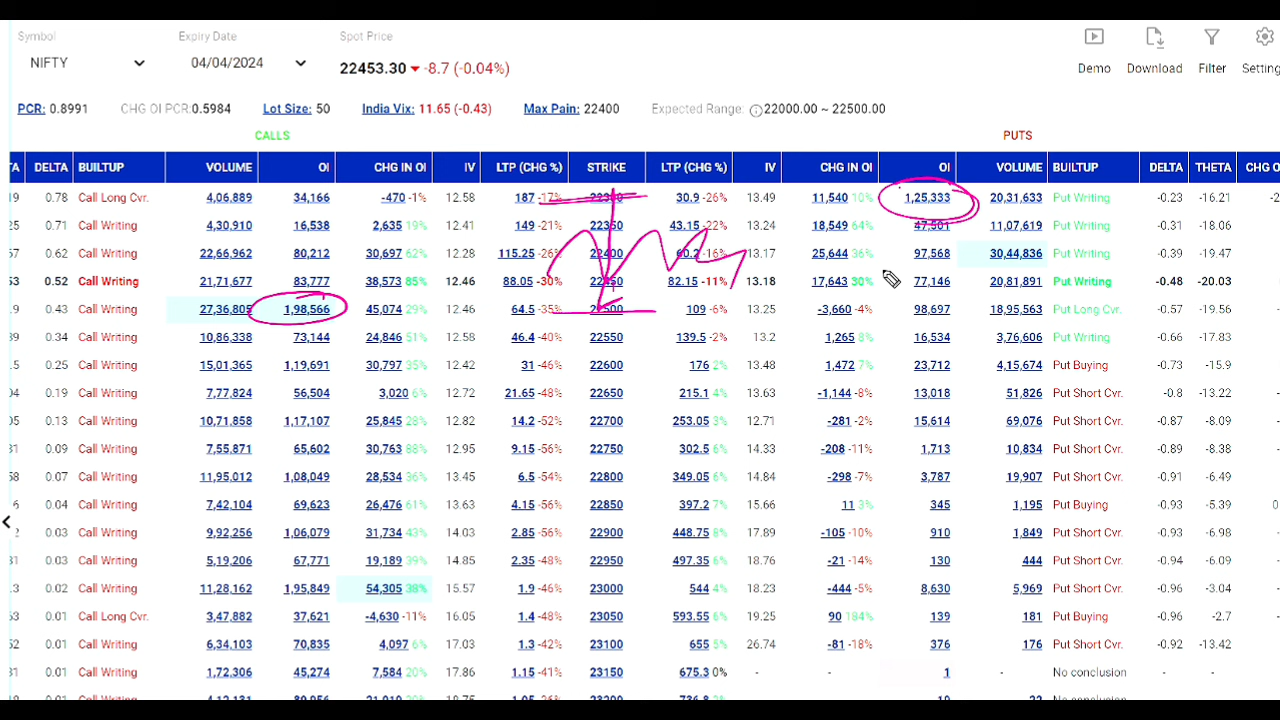 Symbol Expiry Date Spot Price
NIFTY 04/04/2024 22453.30 -8.7 (-0.04%)
Demo Download Filter Setting
PCR: 0.8991 CHG OI PCR:0.5984 Lot Size: 50 India Vix: 11.65 (-0.43) Max Pain: 22400 Expected Range: 22000.00 ~ 22500.00
CALLS PUTS
TA DELTA BUILTUP VOLUME OI CHG IN OI IV LTP (CHG %) STRIKE LTP (CHG %) IV CHG IN OI OI VOLUME BUILTUP DELTA THETA CHG O
19 0.78 Call Long Cvr. 4,06,889 34,166 -470 -1% 12.58 187 -17% 22300 30.9 -26% 13.49 11,540 10% 1,25,333 20,31,633 Put Writing -0.23 -16.21 -2
25 0.71 Call Writing 4,30,910 16,538 2,635 19% 12.41 149 -21% 22350 43.15 -22% 13.24 18,549 64% 47,501 11,07,619 Put Writing -0.31 -18.06
57 0.62 Call Writing 22,66,962 80,212 30,697 62% 12.28 115.25 -26% 22400 60.2 -16% 13.17 25,644 36% 97,568 30,44,836 Put Writing -0.39 -19.47
53 0.52 Call Writing 21,71,677 83,777 38,573 85% 12.46 88.05 -30% 22450 82.15 -11% 13.18 17,643 30% 77,146 20,81,891 Put Writing -0.48 -20.03
9 0.43 Call Writing 27,36,805 1,98,566 45,074 29% 12.46 64.5 -35% 22500 109 -6% 13.25 -3,660 -4% 98,697 18,95,563 Put Long Cvr. -0.57 -19.56
39 0.34 Call Writing 10,86,338 73,144 24,846 51% 12.58 46.4 -40% 22550 139.5 -2% 13.2 1,265 8% 16,534 3,76,606 Put Writing -0.66 -17.83
.5 0.25 Call Writing 15,01,365 1,19,691 30,797 35% 12.42 31 -46% 22600 176 2% 13.48 1,472 7% 23,712 4,15,674 Put Buying -0.73 -15.9
04 0.19 Call Writing 7,77,824 56,504 3,020 6% 12.72 21.65 -48% 22650 215.1 4% 13.63 -1,144 -8% 13,018 51,826 Put Short Cvr. -0.8 -13.22
05 0.13 Call Writing 10,71,858 1,17,107 25,845 28% 12.82 14.2 -52% 22700 253.05 3% 12.71 -281 -2% 15,614 69,076 Put Short Cvr. -0.87 -8.09
31 0.09 Call Writing 7,55,871 65,602 30,763 88% 12.95 9.15 -56% 22750 302.5 6% 14.33 -208 -11% 1,713 10,834 Put Short Cvr. -0.89 -8.38
58 0.07 Call Writing 11,95,012 1,08,049 28,534 36% 13.45 6.5 -54% 22800 349.05 6% 14.84 -298 -7% 3,787 19,907 Put Short Cvr. -0.91 -6.49
06 0.04 Call Writing 7,42,104 69,623 26,476 61% 13.63 4.15 -56% 22850 397.2 7% 15.66 11 3% 345 1,195 Put Buying -0.93 -5.39
2 0.03 Call Writing 9,92,256 1,06,079 31,734 43% 14.03 2.85 -56% 22900 448.75 8% 17.89 -105 -10% 910 1,849 Put Short Cvr. -0.93 -6.98
31 0.03 Call Writing 5,19,206 67,771 19,189 39% 14.85 2.35 -48% 22950 497.35 6% 18.76 -21 -14% 130 444 Put Short Cvr. -0.94 -6.09
.3 0.02 Call Writing 11,28,162 1,95,849 54,305 38% 15.57 1.9 -46% 23000 544 4% 18.23 -444 -5% 8,630 5,969 Put Short Cvr. -0.96 -3.04
53 0.01 Call Long Cvr. 3,47,882 37,621 -4,630 -11% 16.05 1.4 -48% 23050 593.55 6% 19.25 90 184% 139 181 Put Buying -0.96 -2.7
52 0.01 Call Writing 6,34,103 70,835 4,097 6% 17.03 1.3 -42% 23100 655 5% 26.74 -81 -18% 376 176 Put Short Cvr. -0.92 -13.42
31 0.01 Call Writing 1,72,306 45,274 7,584 20% 17.86 1.15 -41% 23150 675.3 0% - - 1 - No conclusion - -